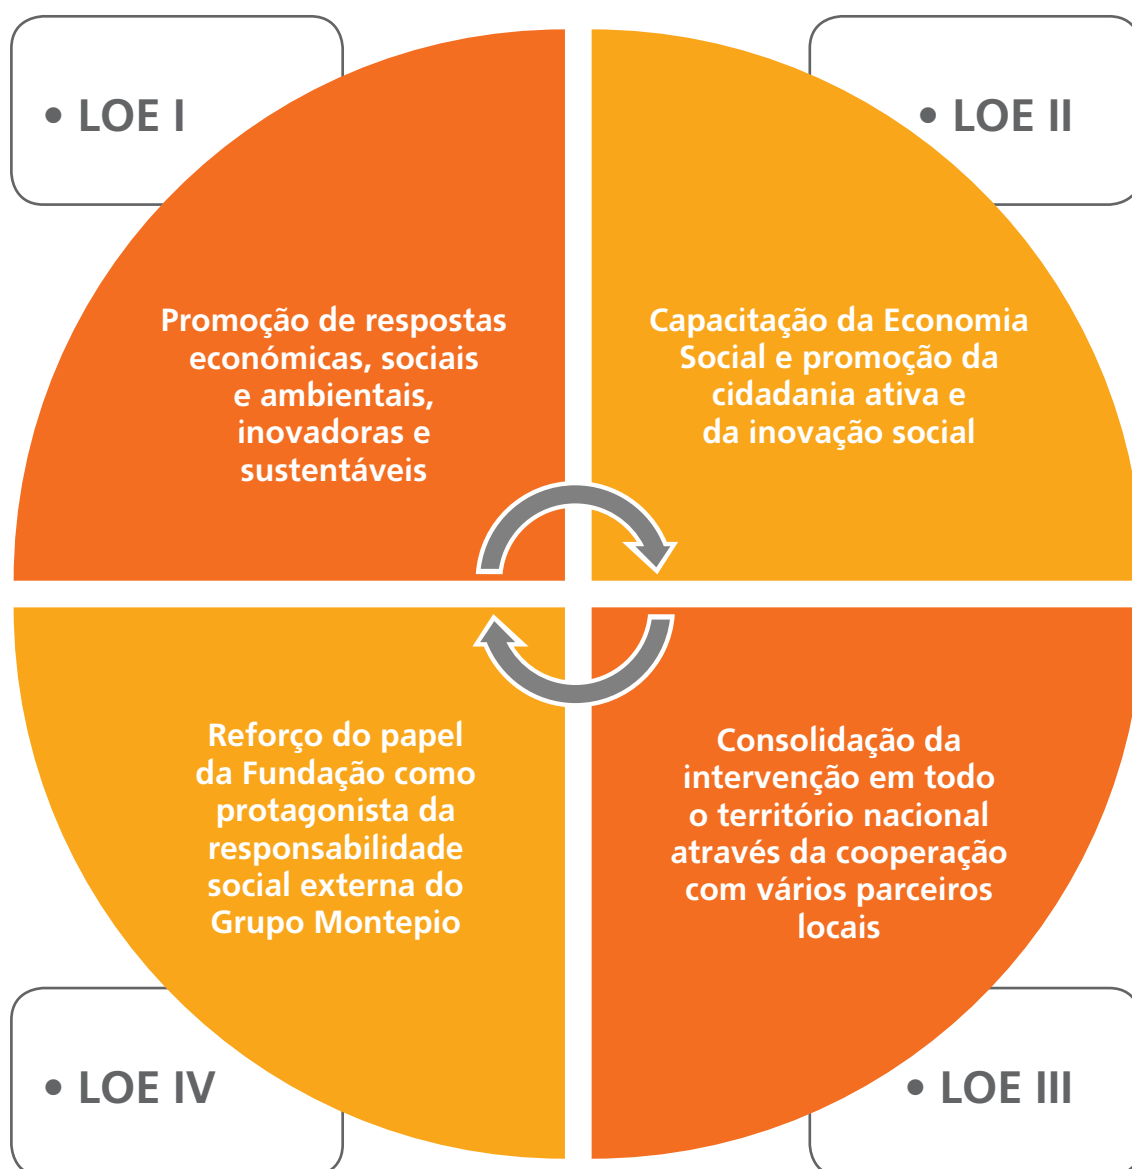 • LOE I
• LOE II
Promoção de respostas
económicas, sociais
e ambientais,
inovadoras e
sustentáveis
Capacitação da Economia
Social e promoção da
cidadania ativa e
da inovação social
Reforço do papel
da Fundação como
protagonista da
responsabilidade
social externa do
Grupo Montepio
Consolidação da
intervenção em todo
o território nacional
através da cooperação
com vários parceiros
locais
• LOE IV
• LOE III